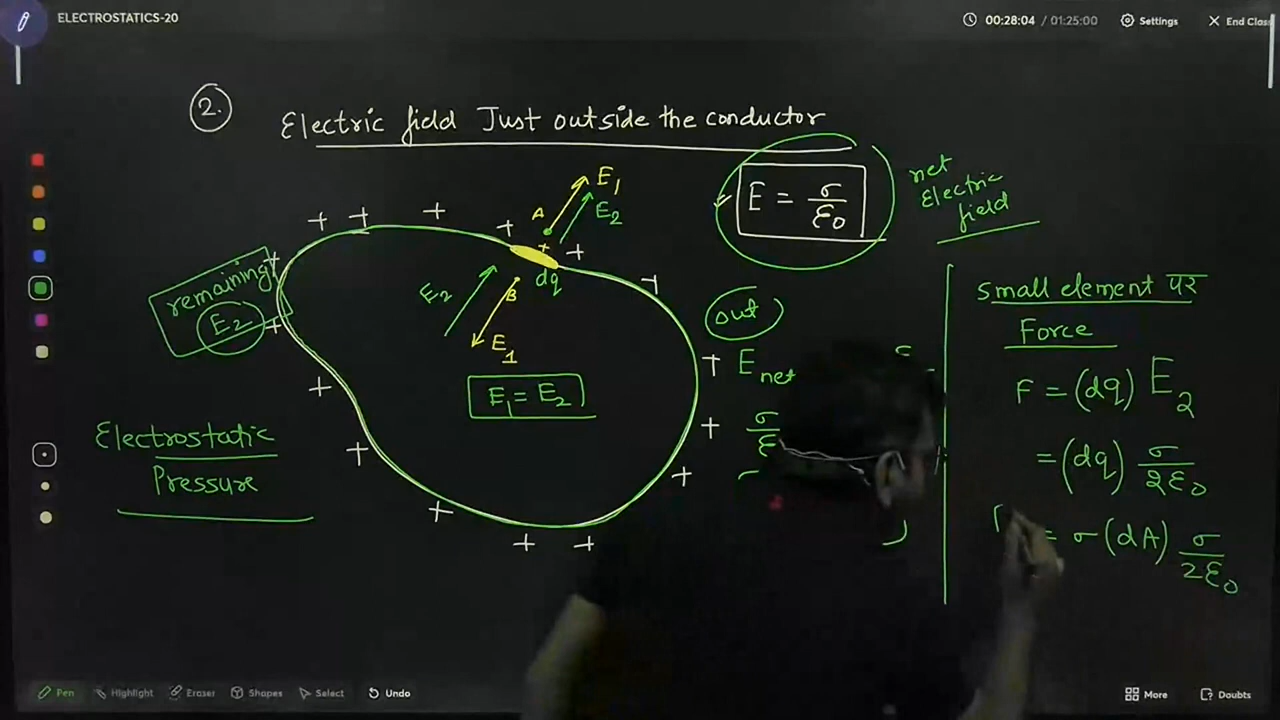 ELECTROSTATICS-20
00:28:04 / 01:25:00
Settings
End Class
2.
Electric field Just outside the conductor
E = σ/ε0
net
Electric
field
E1
E2
A
+ + + + + + + + + + + + + + + + +
dq
remaining
E2
E2
B
E1
E1 = E2
Electrostatic
Pressure
out
E net
σ/ε
small element पर
Force
F = (dq) E2
= (dq) σ/2ε0
= σ (dA) σ/2ε0
Pen
Highlight
Eraser
Shapes
Select
Undo
More
Doubts